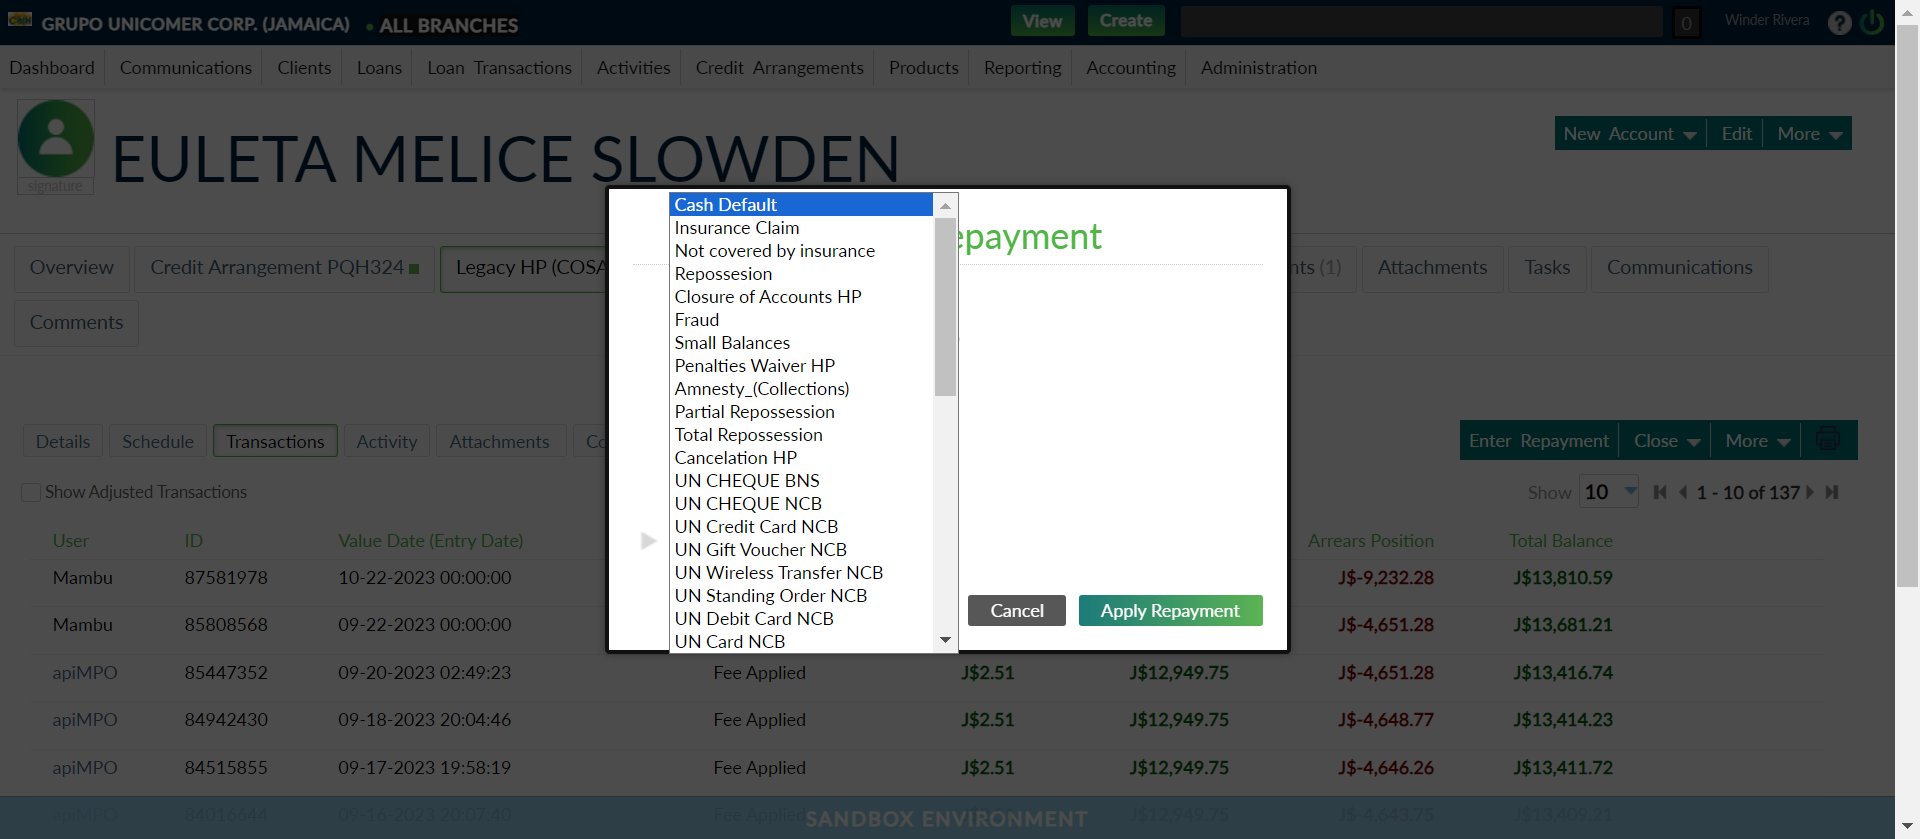 GRUPO UNICOMER CORP. (JAMAICA) ALL BRANCHES View Create 0 Winder Rivera ?
Dashboard Communications Clients Loans Loan Transactions Activities Credit Arrangements Products Reporting Accounting Administration
signature
EULETA MELICE SLOWDEN
New Account Edit More
Overview Credit Arrangement PQH324 Legacy HP (COSA nts (1) Attachments Tasks Communications
Comments
epayment
Cash Default
Insurance Claim
Not covered by insurance
Repossesion
Closure of Accounts HP
Fraud
Small Balances
Penalties Waiver HP
Amnesty_(Collections)
Partial Repossession
Total Repossession
Cancelation HP
UN CHEQUE BNS
UN CHEQUE NCB
UN Credit Card NCB
UN Gift Voucher NCB
UN Wireless Transfer NCB
UN Standing Order NCB
UN Debit Card NCB
UN Card NCB
Cancel Apply Repayment
Details Schedule Transactions Activity Attachments Co
Enter Repayment Close More
Show Adjusted Transactions
Show 10 1 - 10 of 137
User ID Value Date (Entry Date) Arrears Position Total Balance
Mambu 87581978 10-22-2023 00:00:00 J$-9,232.28 J$13,810.59
Mambu 85808568 09-22-2023 00:00:00 J$-4,651.28 J$13,681.21
apiMPO 85447352 09-20-2023 02:49:23 Fee Applied J$2.51 J$12,949.75 J$-4,651.28 J$13,416.74
apiMPO 84942430 09-18-2023 20:04:46 Fee Applied J$2.51 J$12,949.75 J$-4,648.77 J$13,414.23
apiMPO 84515855 09-17-2023 19:58:19 Fee Applied J$2.51 J$12,949.75 J$-4,646.26 J$13,411.72
apiMPO 84016644 09-16-2023 20:07:40 Fee Applied J$12,949.75 J$-4,643.75 J$13,409.21
SANDBOX ENVIRONMENT